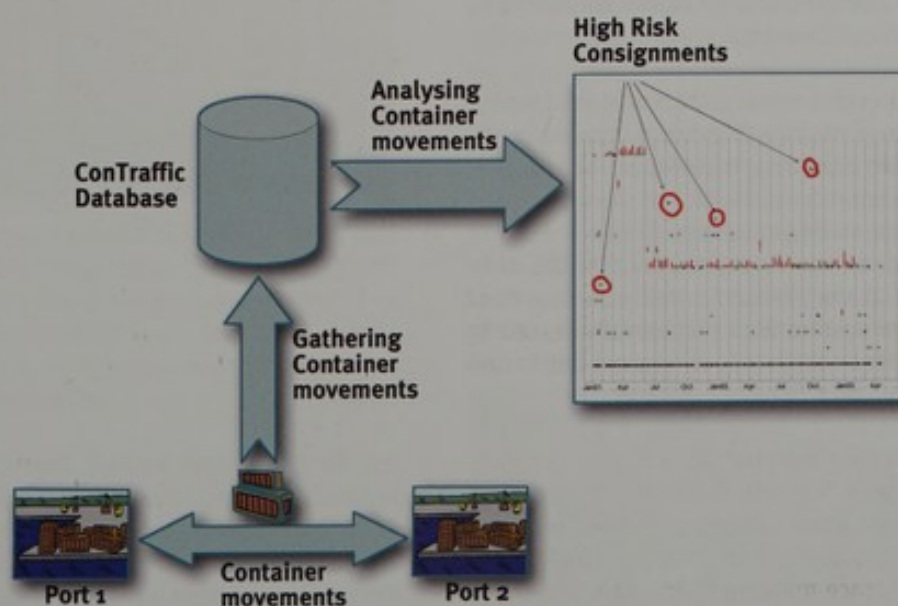 High Risk
Consignments
Analysing
Container
movements
ConTraffic
Database
Gathering
Container
movements
Container
movements
Port 1
Port 2